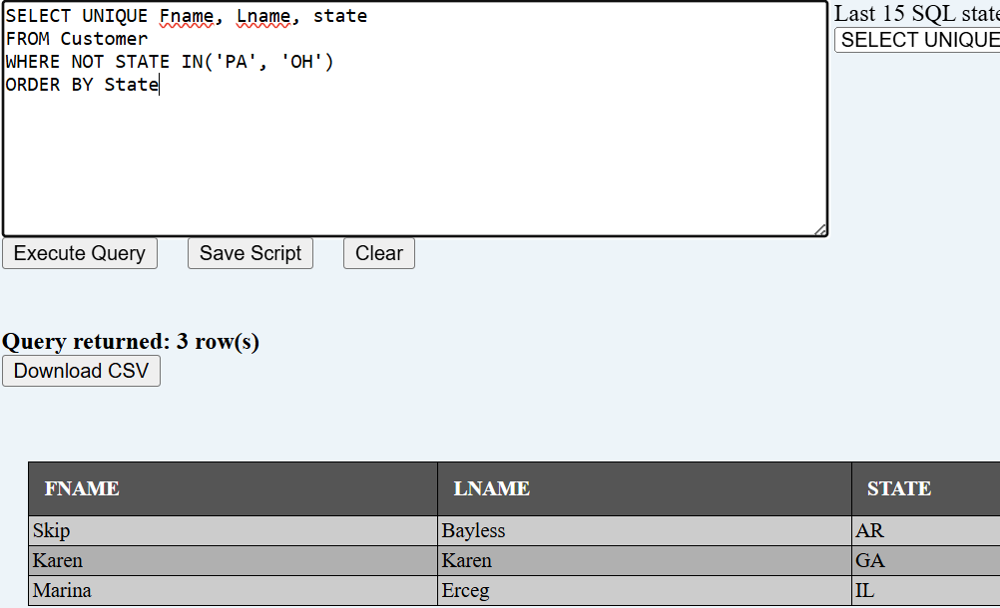 SELECT UNIQUE Fname, Lname, state
FROM Customer
WHERE NOT STATE IN('PA', 'OH')
ORDER BY State
Last 15 SQL state
SELECT UNIQUE
Execute Query Save Script Clear
Query returned: 3 row(s)
Download CSV
FNAME LNAME STATE
Skip Bayless AR
Karen Karen GA
Marina Erceg IL